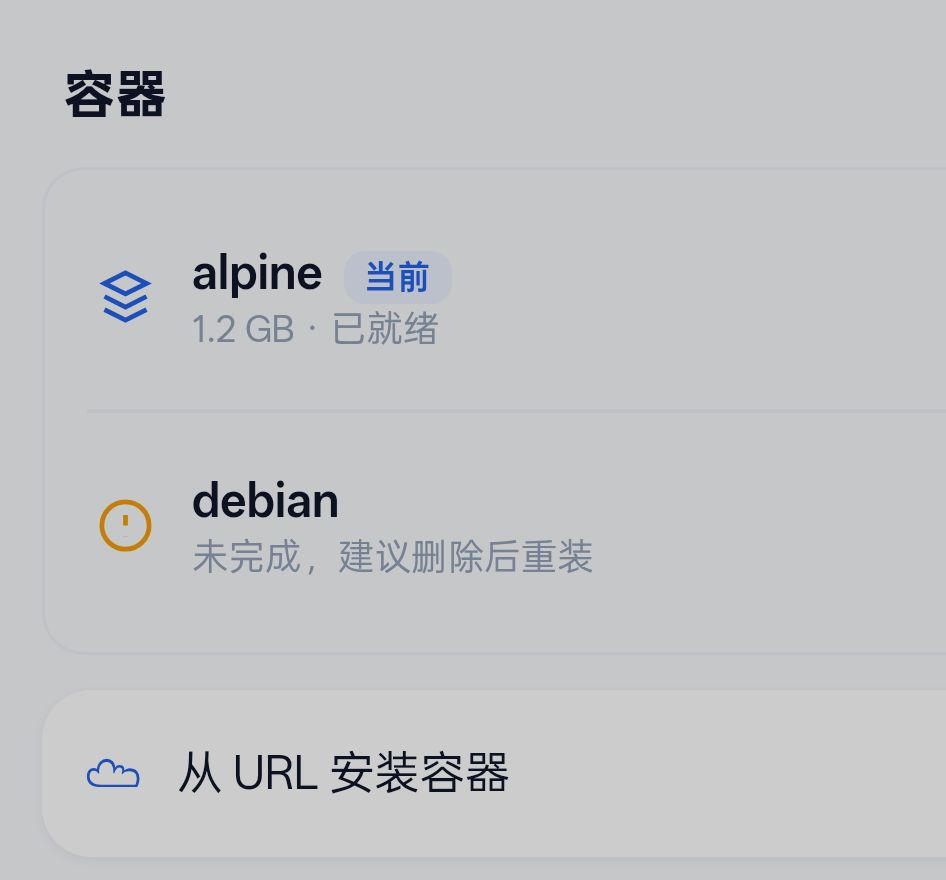 容器
alpine 当前
1.2 GB · 已就绪
debian
未完成，建议删除后重装
从 URL 安装容器